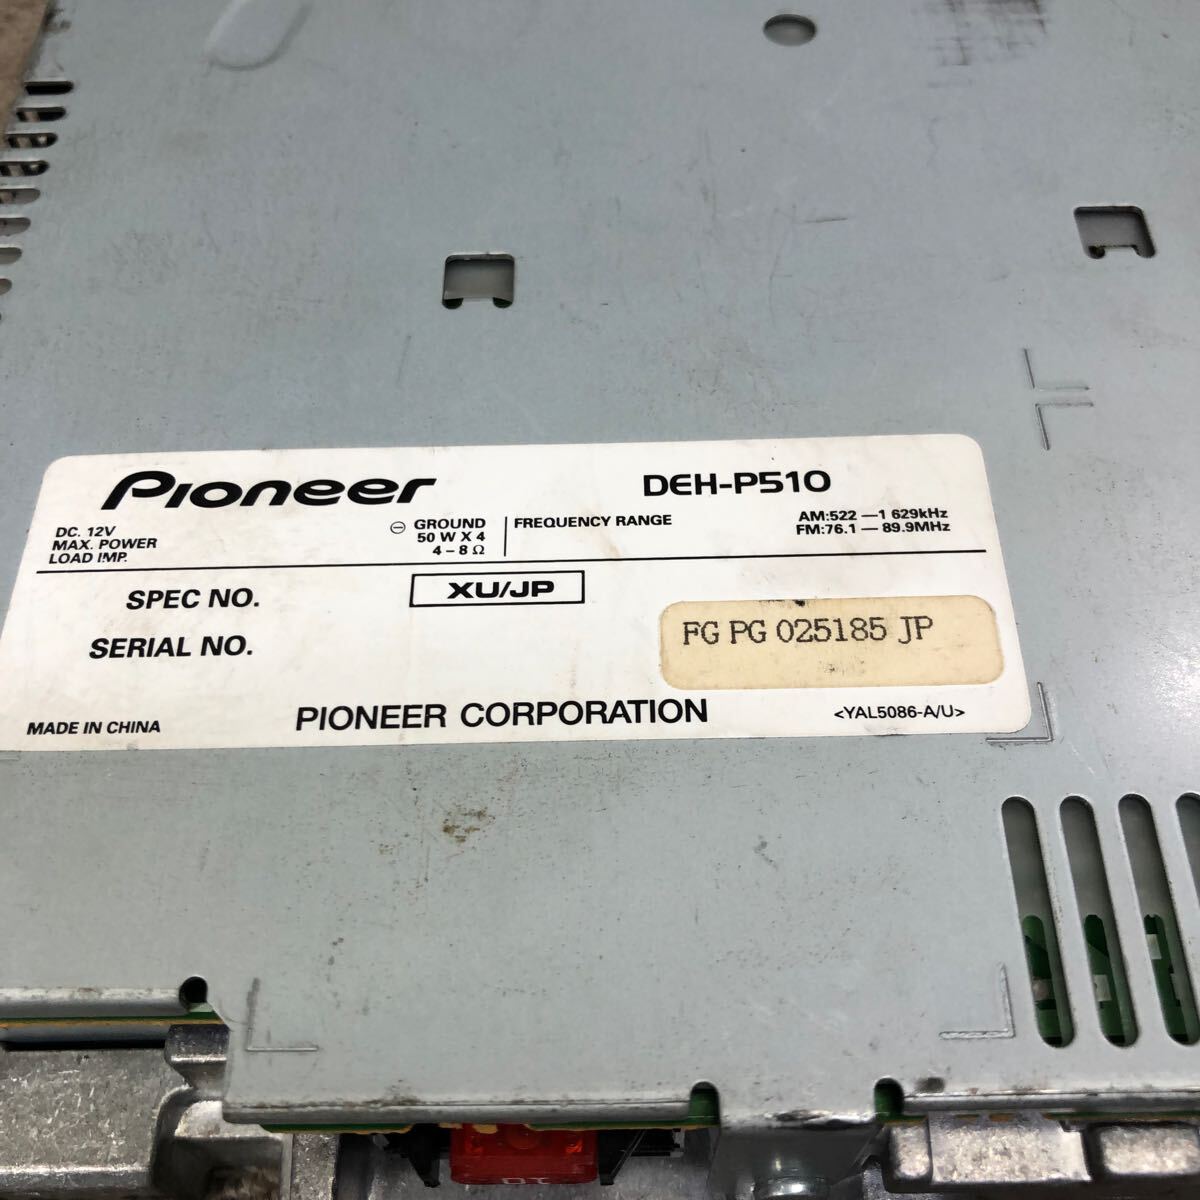 Pioneer DEH-P510
DC. 12V ⊖ GROUND FREQUENCY RANGE AM:522 — 1 629kHz
MAX. POWER 50 W X 4 FM:76.1 — 89.9MHz
LOAD IMP. 4 – 8 Ω
SPEC NO. XU/JP
SERIAL NO. FG PG 025185 JP
MADE IN CHINA PIONEER CORPORATION <YAL5086-A/U>
10